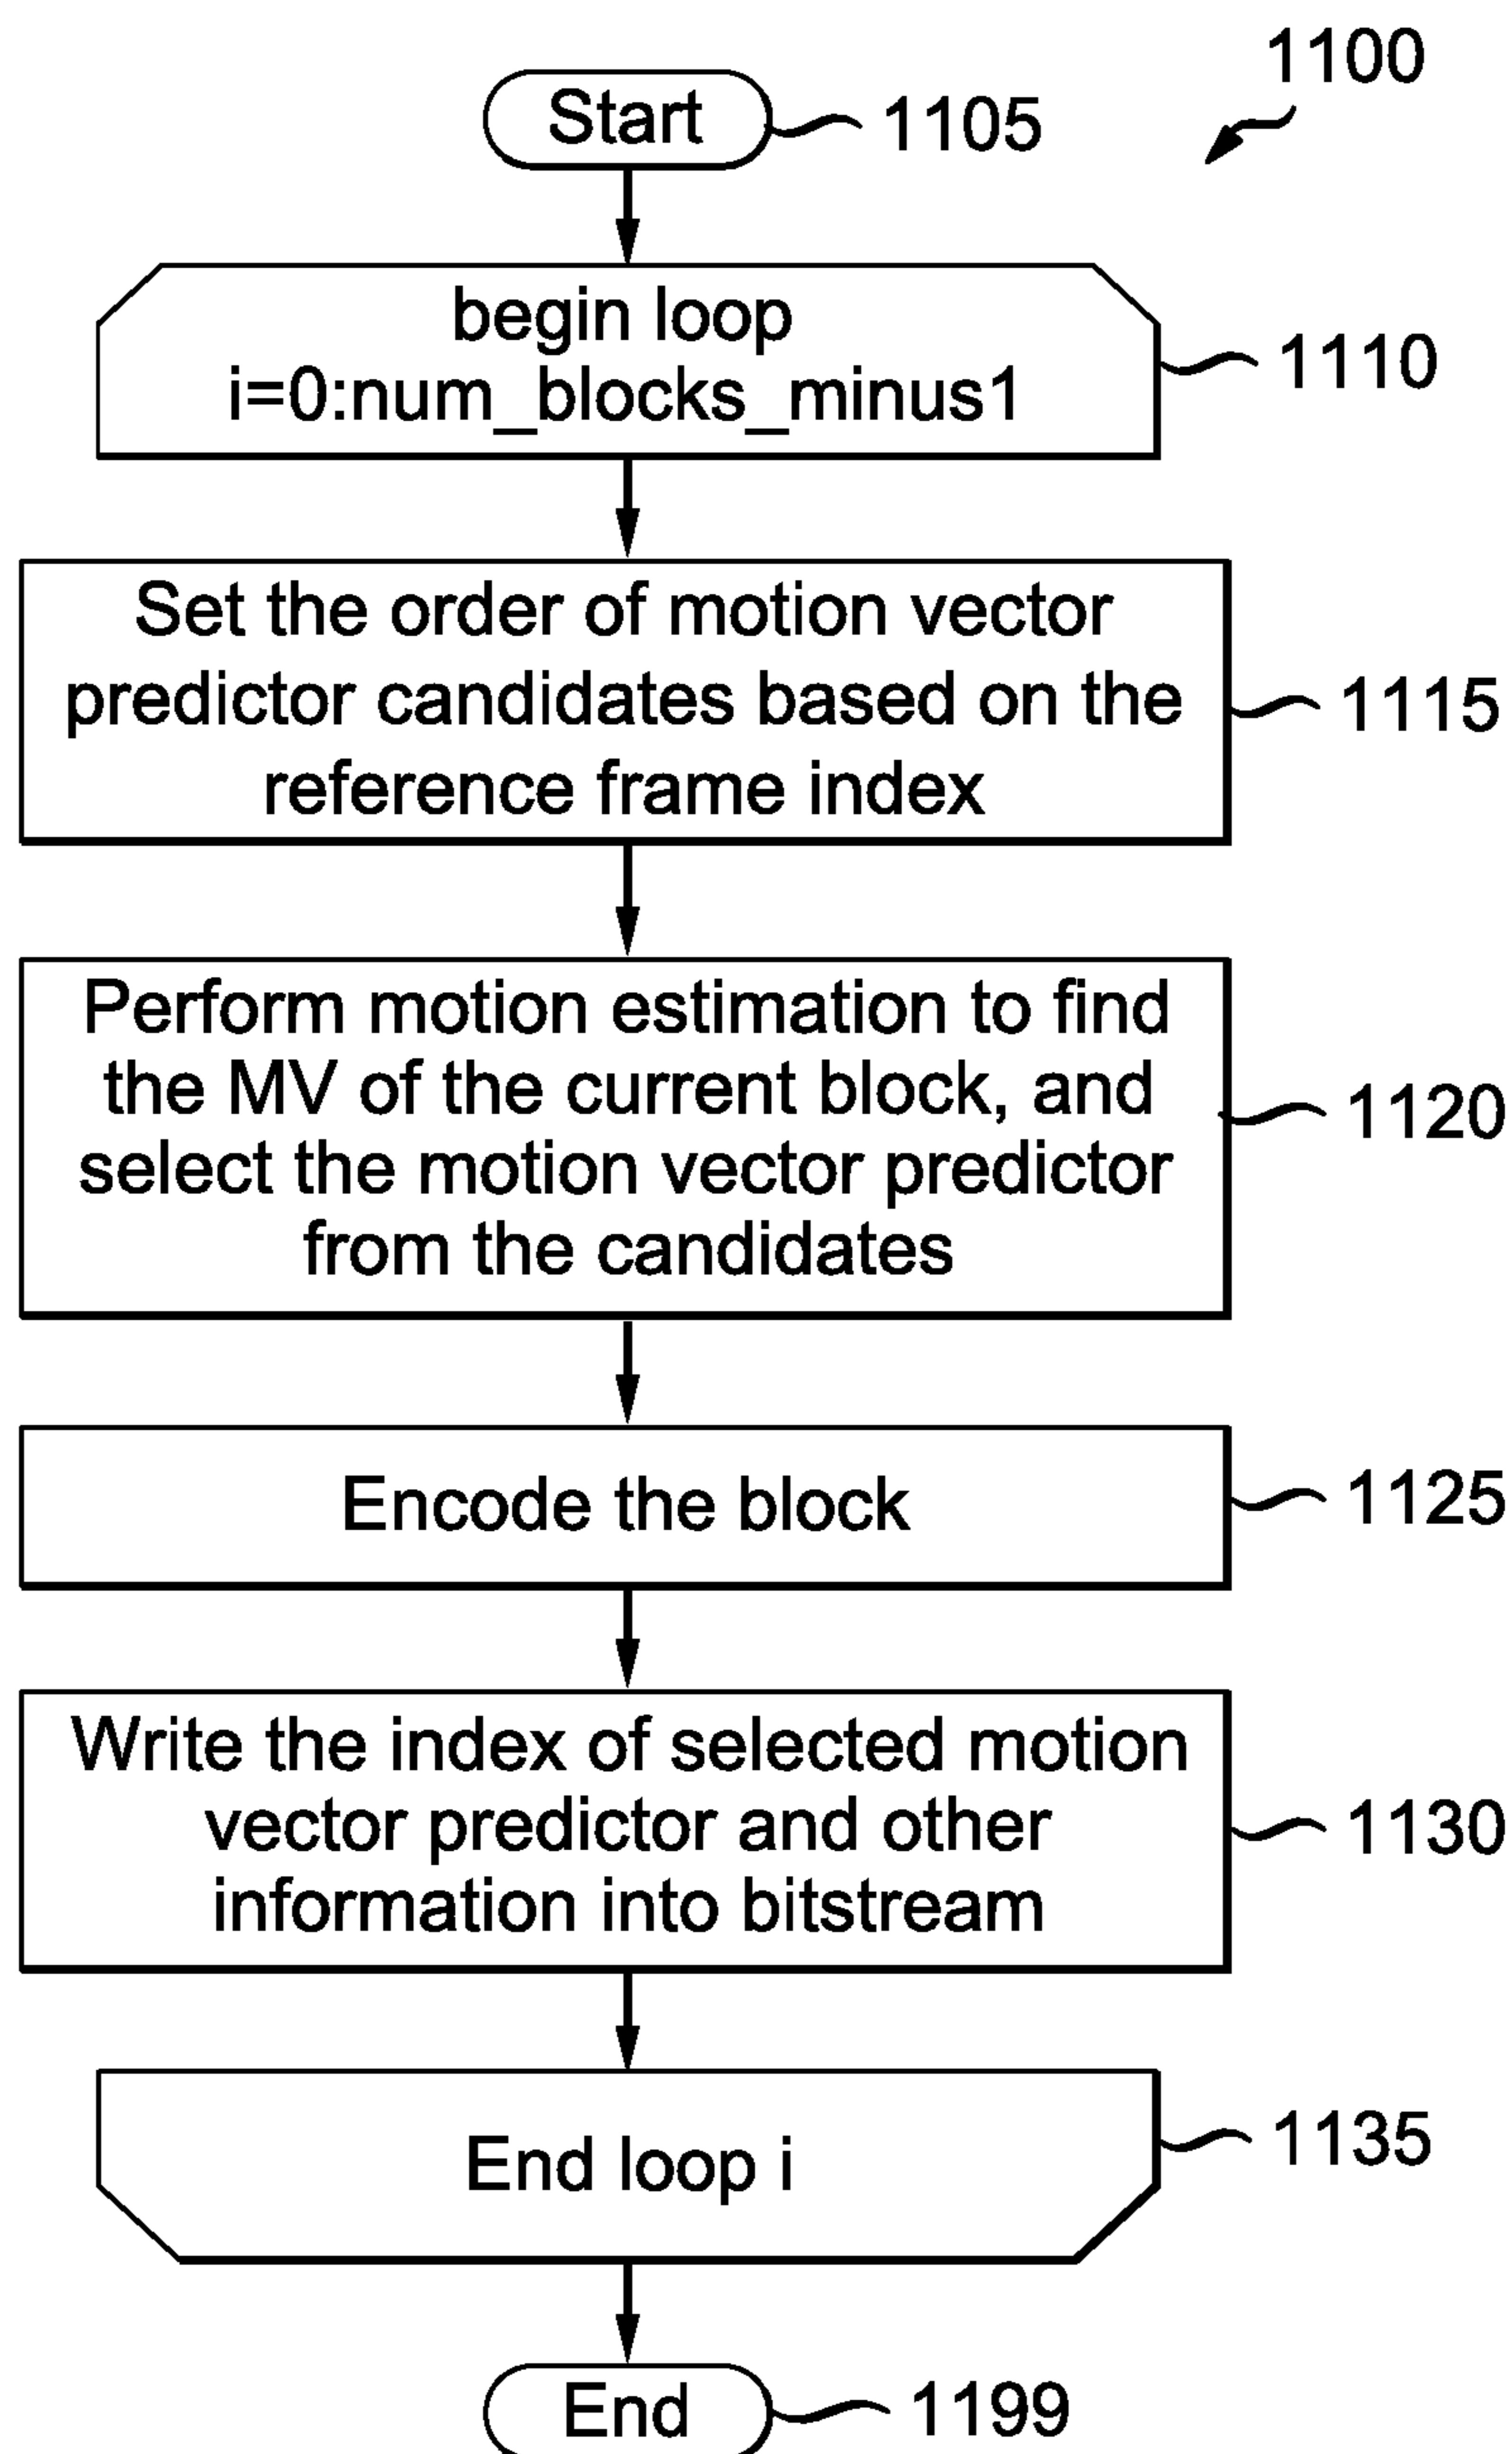 1100
Start
1105
begin loop
i=0:num_blocks_minus1
1110
Set the order of motion vector
predictor candidates based on the
reference frame index
1115
Perform motion estimation to find
the MV of the current block, and
select the motion vector predictor
from the candidates
1120
Encode the block
1125
Write the index of selected motion
vector predictor and other
information into bitstream
1130
End loop i
1135
End
1199